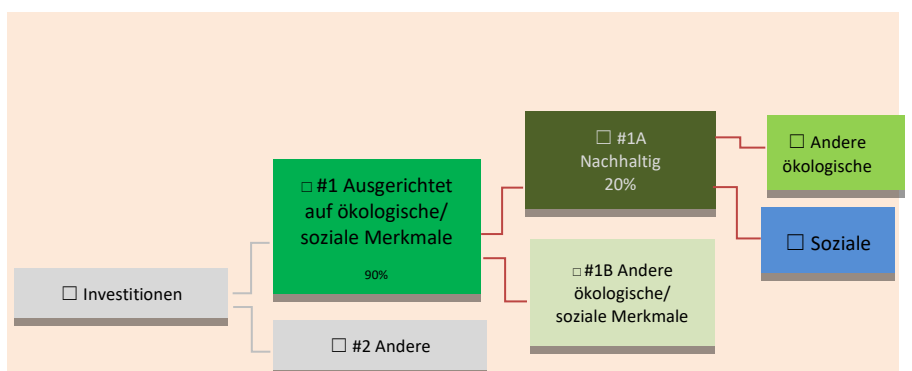 ☐ Investitionen
□ #1 Ausgerichtet
auf ökologische/
soziale Merkmale
90%
☐ #2 Andere
☐ #1A
Nachhaltig
20%
□ #1B Andere
ökologische/
soziale Merkmale
☐ Andere
ökologische
☐ Soziale